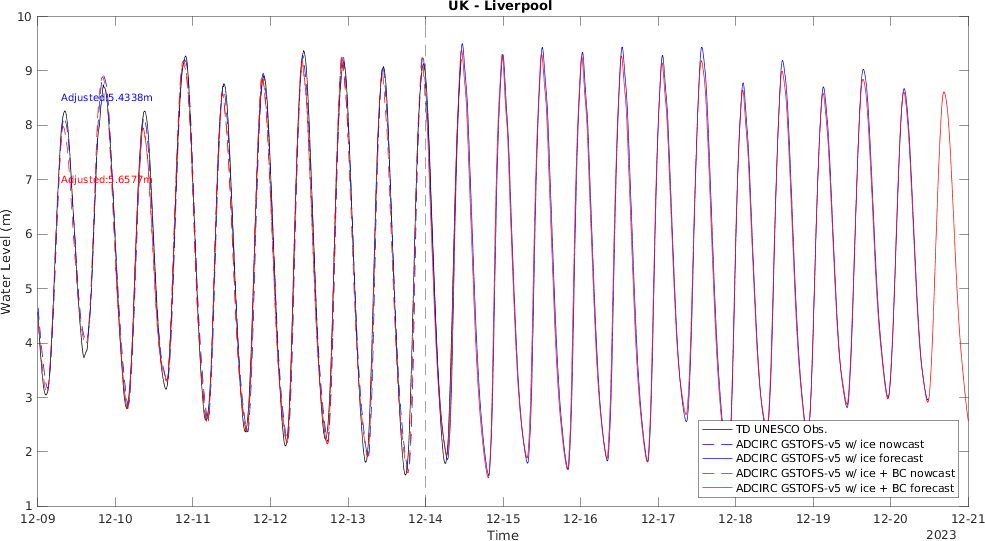 UK - Liverpool
10
9
8
7
6
5
4
3
2
1
Water Level (m)
Adjusted:5.4338m
Adjusted:5.6577m
TD UNESCO Obs.
ADCIRC GSTOFS-v5 w/ ice nowcast
ADCIRC GSTOFS-v5 w/ ice forecast
ADCIRC GSTOFS-v5 w/ ice + BC nowcast
ADCIRC GSTOFS-v5 w/ ice + BC forecast
12-09 12-10 12-11 12-12 12-13 12-14 12-15 12-16 12-17 12-18 12-19 12-20 12-21
Time
2023